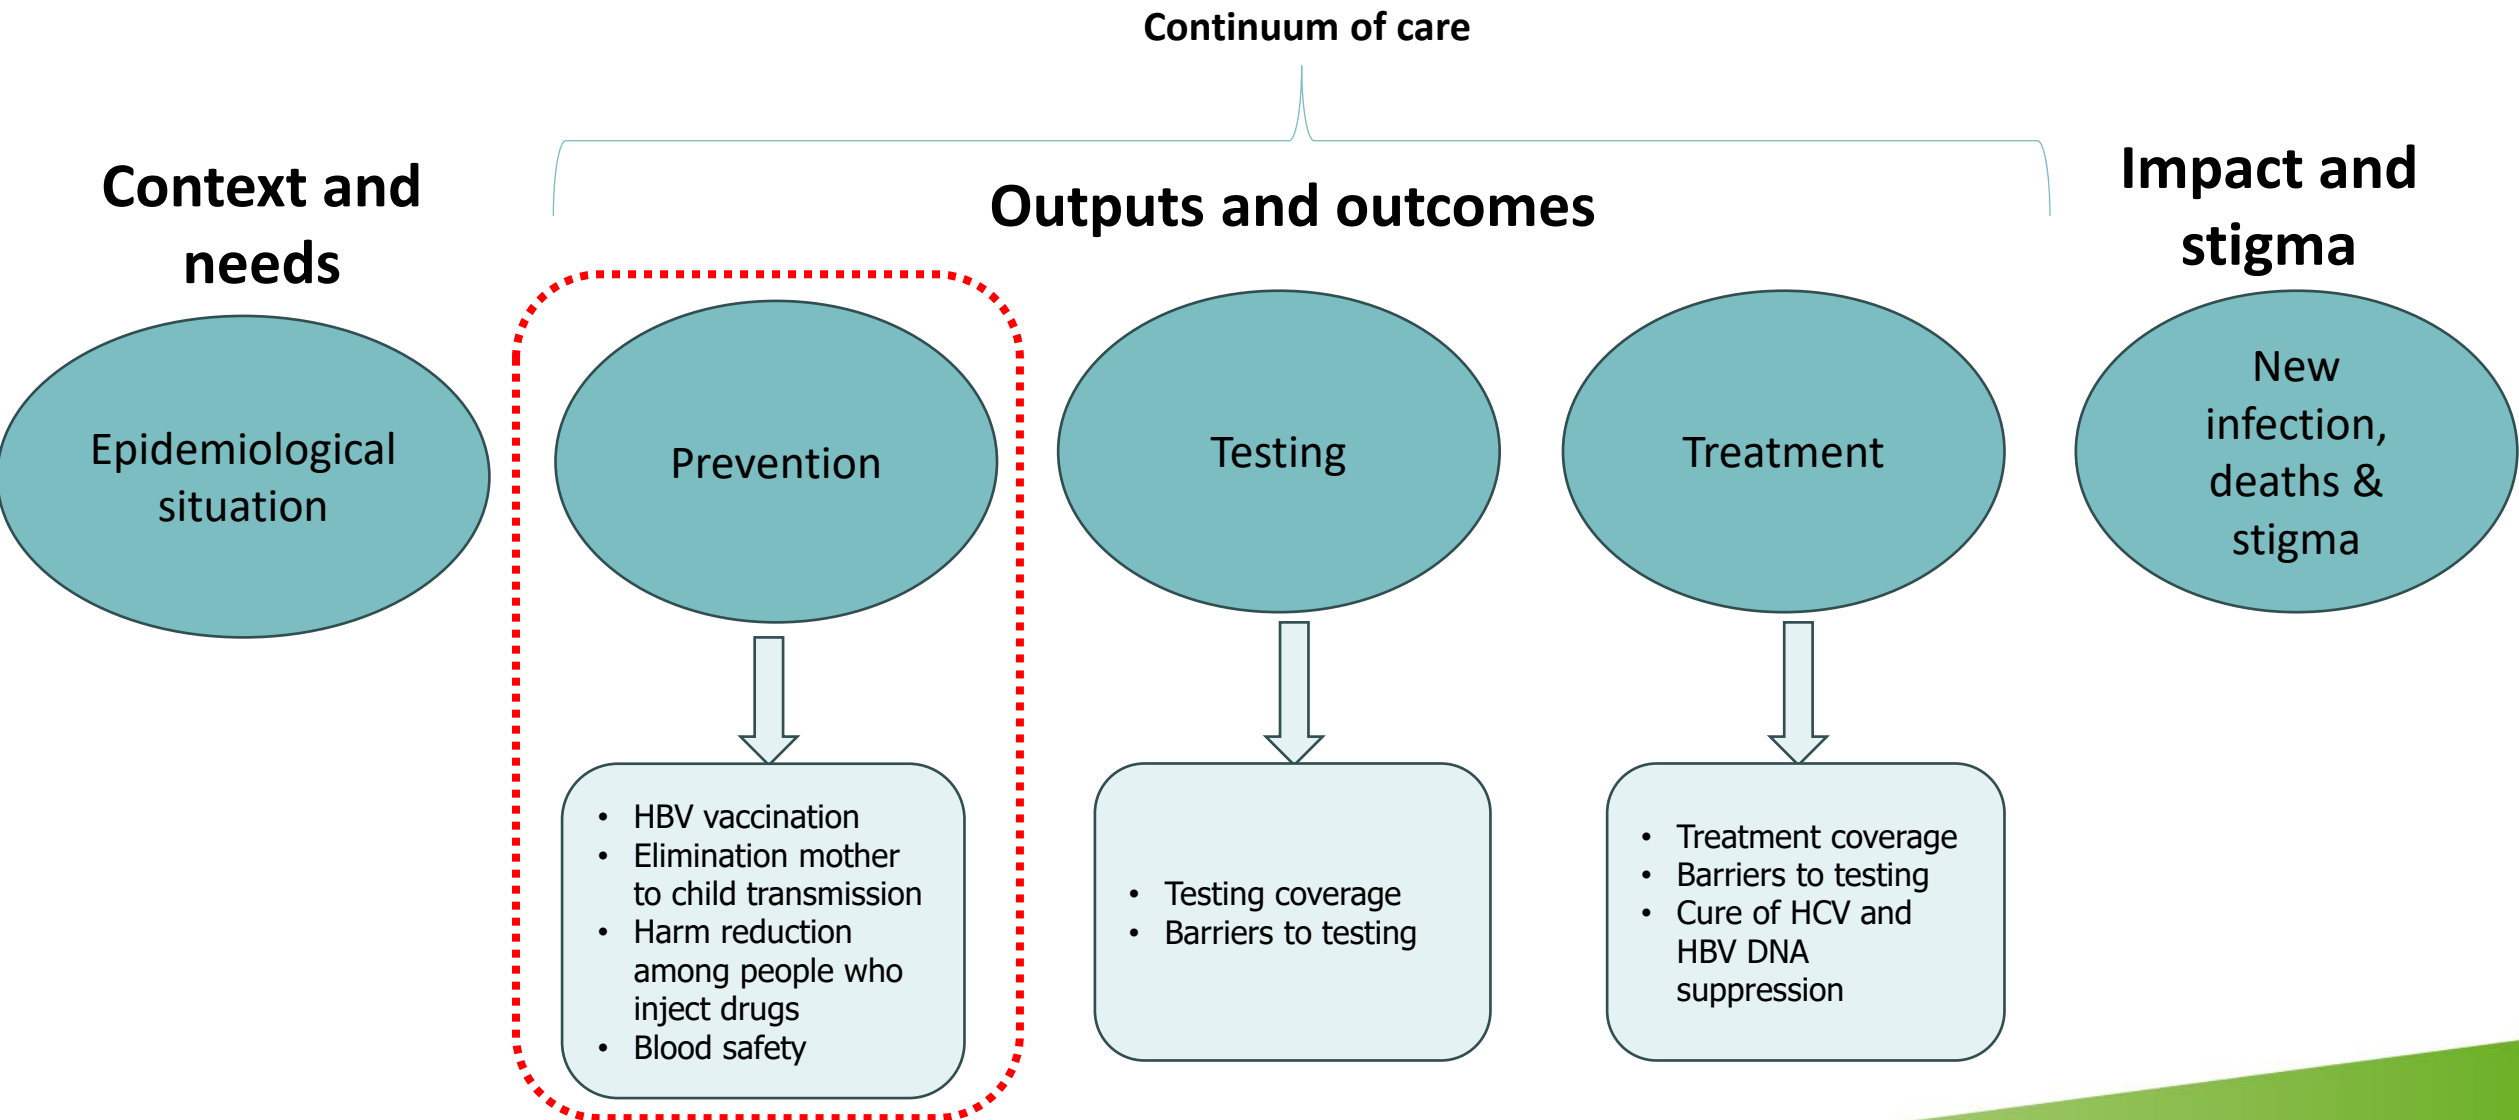 Continuum of care
Context and
needs
Outputs and outcomes
Impact and
stigma
Epidemiological
situation
Prevention
Testing
Treatment
New
infection,
deaths &
stigma
• HBV vaccination
• Elimination mother
to child transmission
• Harm reduction
among people who
inject drugs
• Blood safety
• Testing coverage
• Barriers to testing
• Treatment coverage
• Barriers to testing
• Cure of HCV and
HBV DNA
suppression